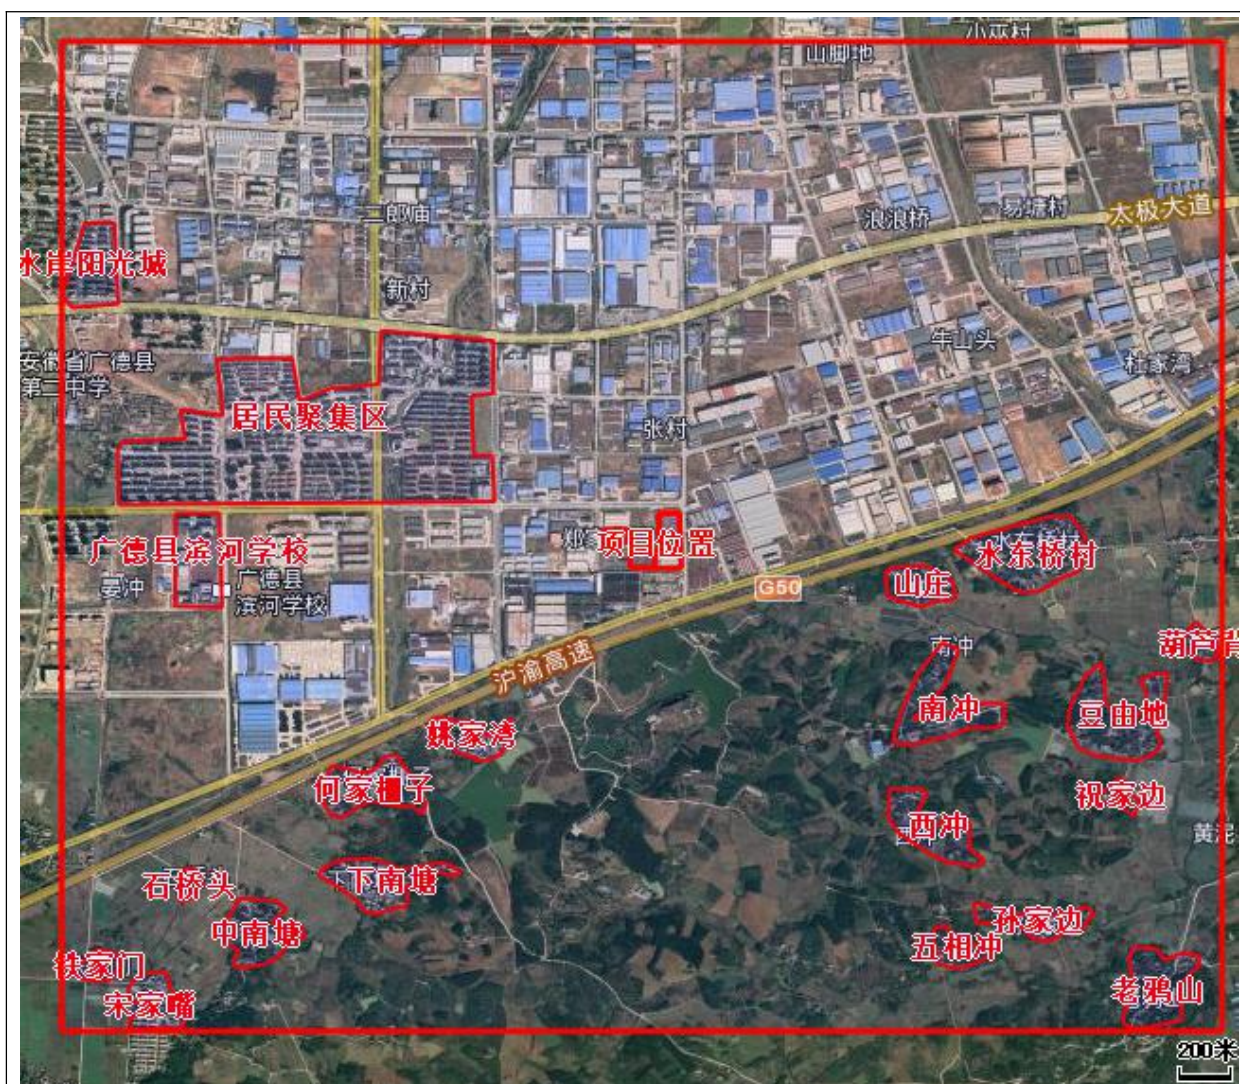 小巫村
山脚地
二郎庙
浪浪桥
易塘村
太极大道
水岸阳光城
新村
牛山头
安徽省广德县
第二中学
杜家湾
居民聚集区
张村
广德县滨河学校
项目位置
水东桥村
晏冲
广德县
滨河学校
G50
山庄
南冲
葫芦肖
沪渝高速
南冲
豆由地
姚家湾
何家棚子
祝家边
西冲
黄泥
石桥头
下南塘
中南塘
孙家边
五相冲
铁家门
宋家嘴
老鸦山
200米